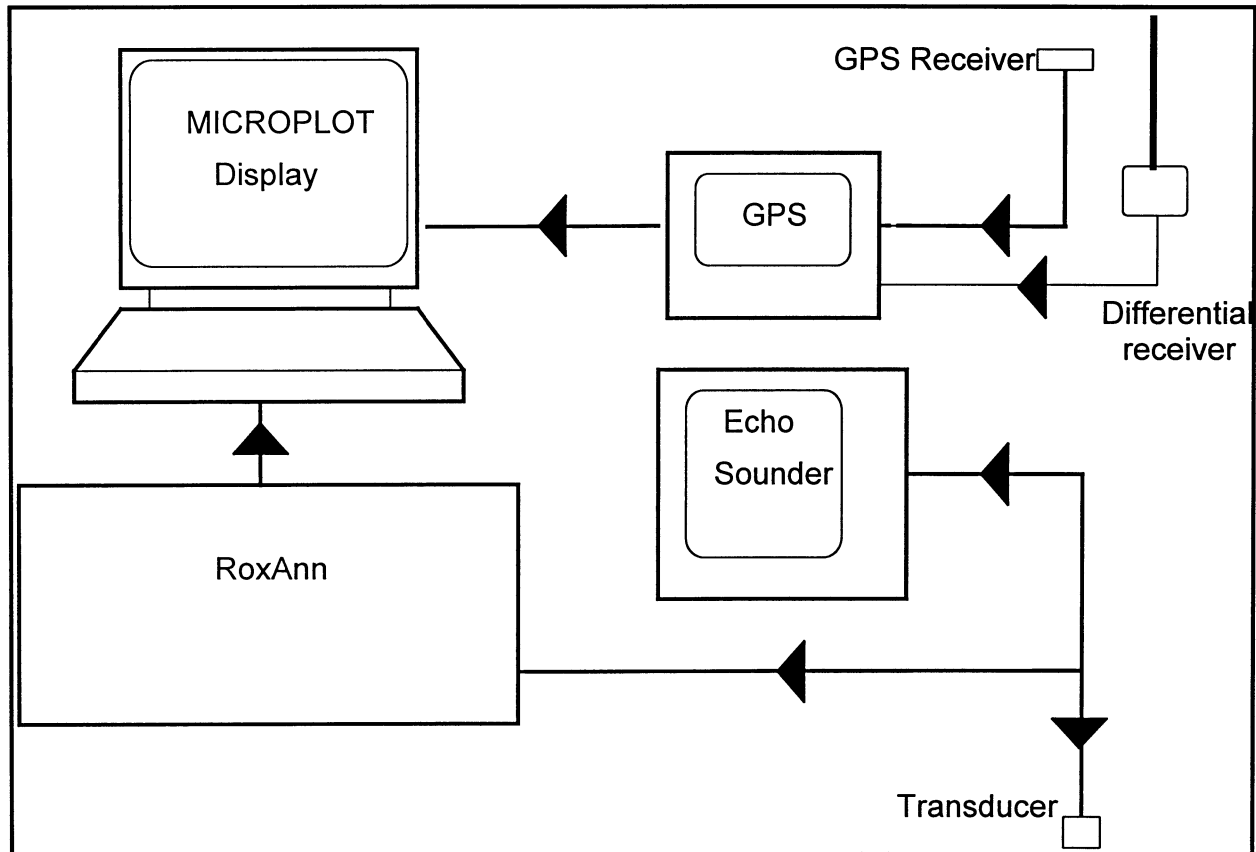 GPS Receiver
MICROPLOT
Display
GPS
Differential
receiver
Echo
Sounder
RoxAnn
Transducer